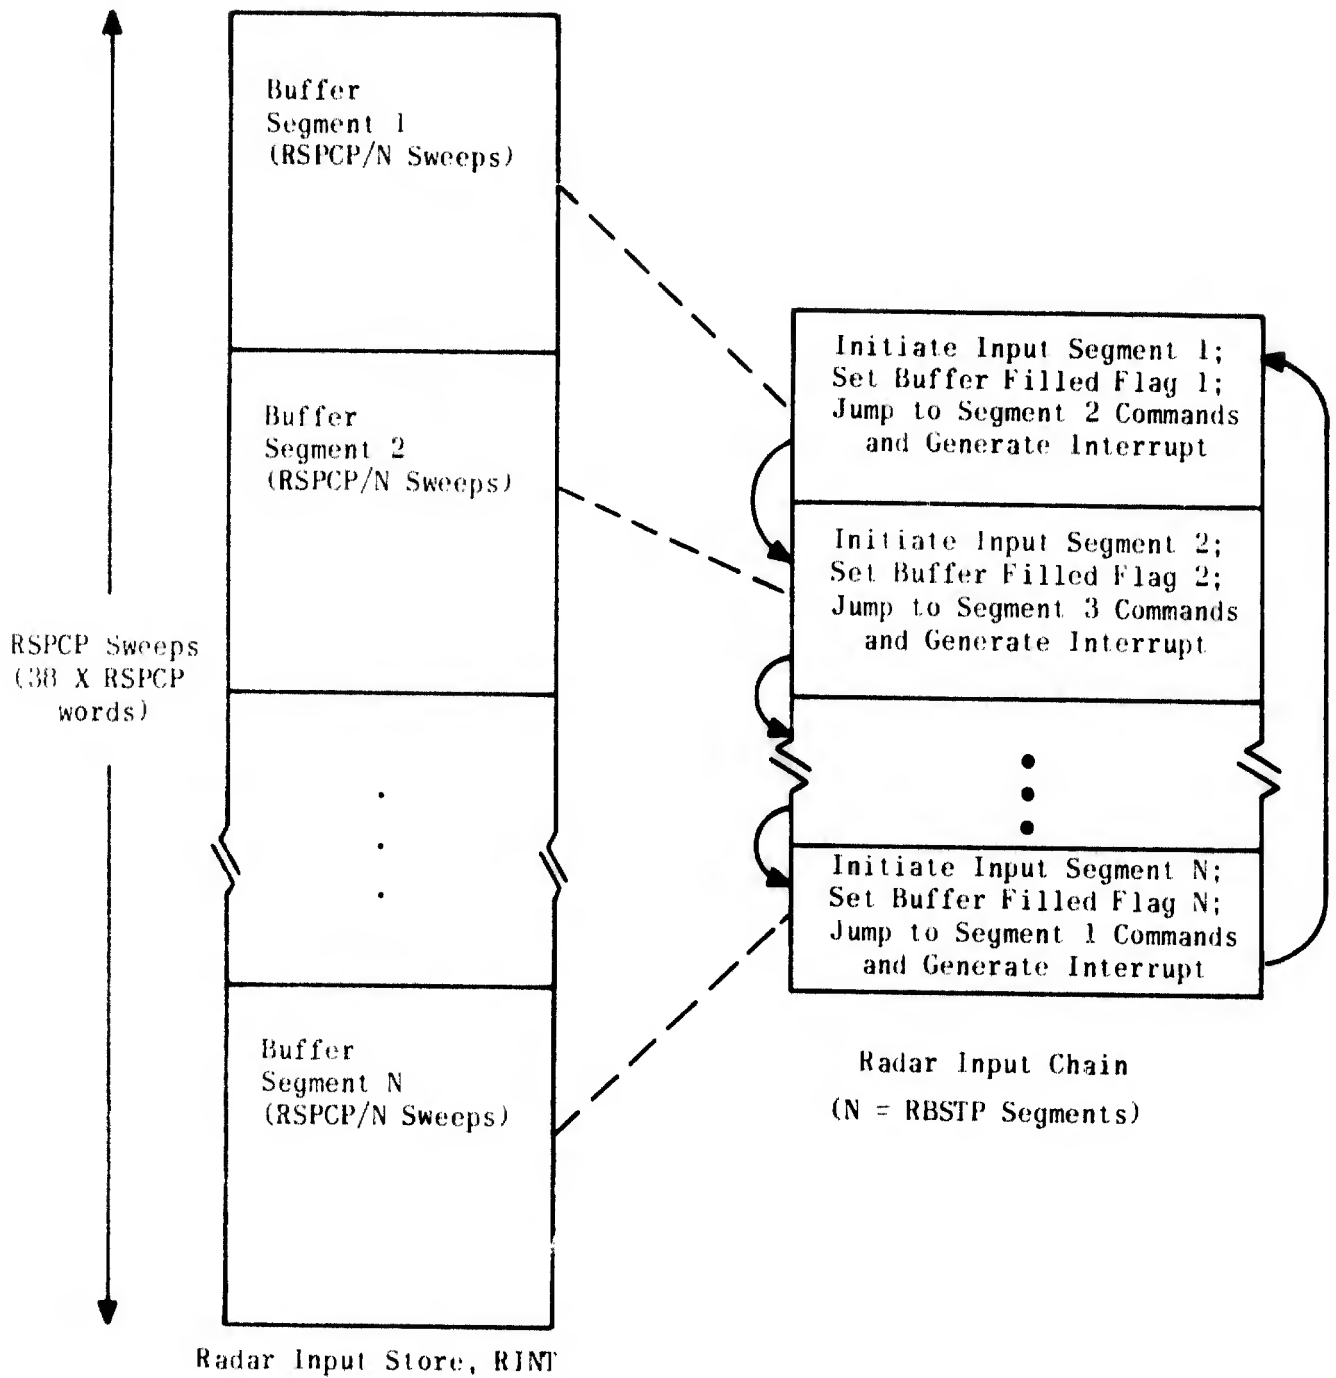 Buffer
Segment 1
(RSPCP/N Sweeps)
Buffer
Segment 2
(RSPCP/N Sweeps)
RSPCP Sweeps
(38 X RSPCP
words)
Buffer
Segment N
(RSPCP/N Sweeps)
Radar Input Store, RINT
Initiate Input Segment 1;
Set Buffer Filled Flag 1;
Jump to Segment 2 Commands
and Generate Interrupt
Initiate Input Segment 2;
Set Buffer Filled Flag 2;
Jump to Segment 3 Commands
and Generate Interrupt
Initiate Input Segment N;
Set Buffer Filled Flag N;
Jump to Segment 1 Commands
and Generate Interrupt
Radar Input Chain
(N = RBSTP Segments)